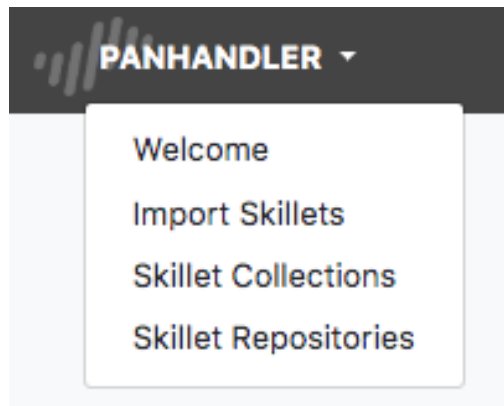 PANHANDLER
Welcome
Import Skillets
Skillet Collections
Skillet Repositories